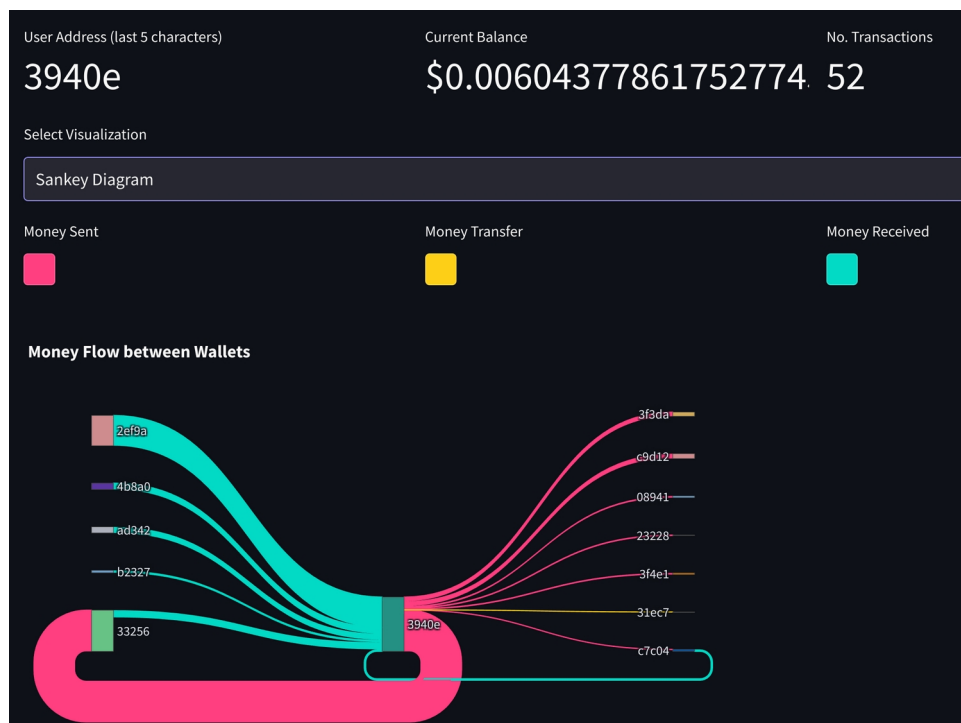 User Address (last 5 characters)
3940e
Current Balance
$0.00604377861752774.
No. Transactions
52
Select Visualization
Sankey Diagram
Money Sent
Money Transfer
Money Received
Money Flow between Wallets
2ef9a
4b8a0
ad342
b2327
33256
3940e
3f3da
c9d12
08941
23228
3f4e1
31ec7
c7c04